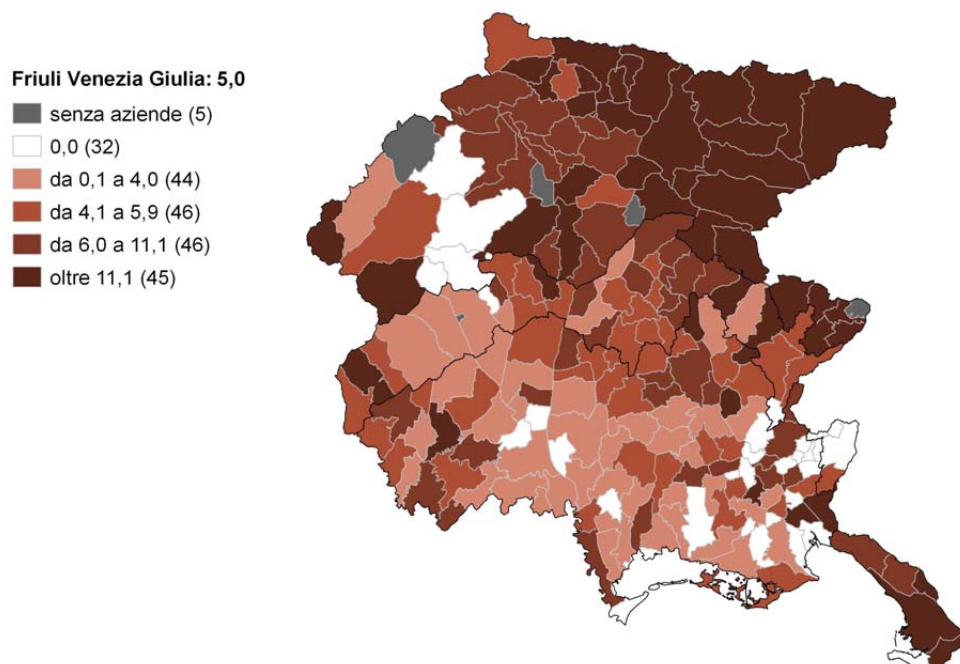 Friuli Venezia Giulia: 5,0
senza aziende (5)
0,0 (32)
da 0,1 a 4,0 (44)
da 4,1 a 5,9 (46)
da 6,0 a 11,1 (46)
oltre 11,1 (45)